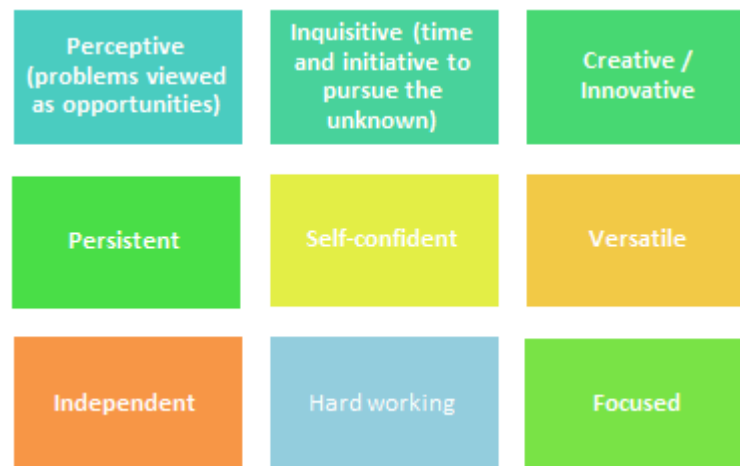 Perceptive
(problems viewed
as opportunities)
Inquisitive (time
and initiative to
pursue the
unknown)
Creative /
Innovative
Persistent
Self-confident
Versatile
Independent
Hard working
Focused